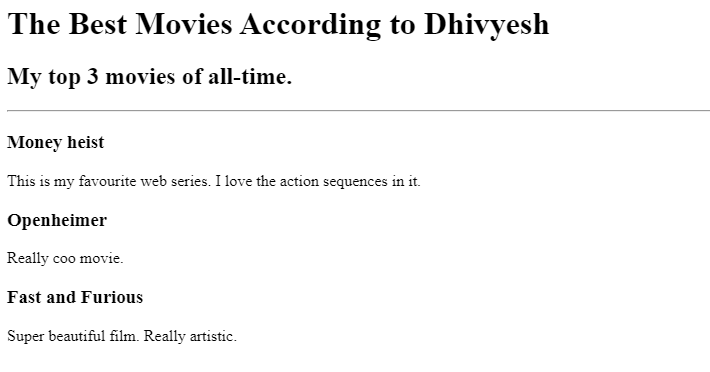 The Best Movies According to Dhivyesh
My top 3 movies of all-time.
Money heist
This is my favourite web series. I love the action sequences in it.
Openheimer
Really coo movie.
Fast and Furious
Super beautiful film. Really artistic.